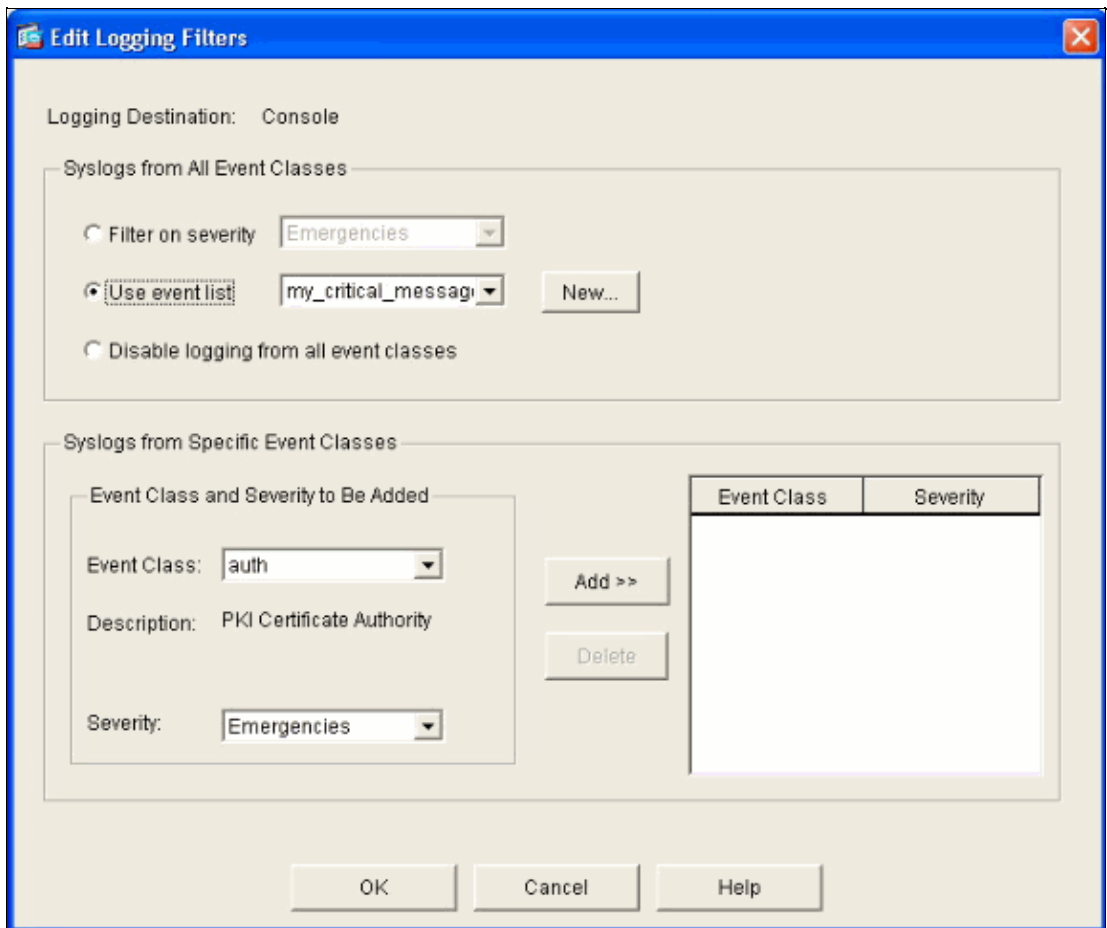 Edit Logging Filters
Logging Destination: Console
Syslogs from All Event Classes
Filter on severity Emergencies
Use event list my_critical_messag New...
Disable logging from all event classes
Syslogs from Specific Event Classes
Event Class and Severity to Be Added
Event Class: auth
Description: PKI Certificate Authority
Severity: Emergencies
Add >>
Delete
Event Class Severity
OK Cancel Help